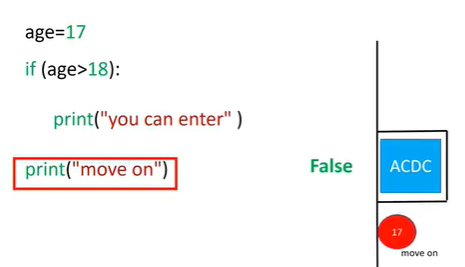 age=17
if (age>18):
print("you can enter" )
print("move on")
False
ACDC
17
move on